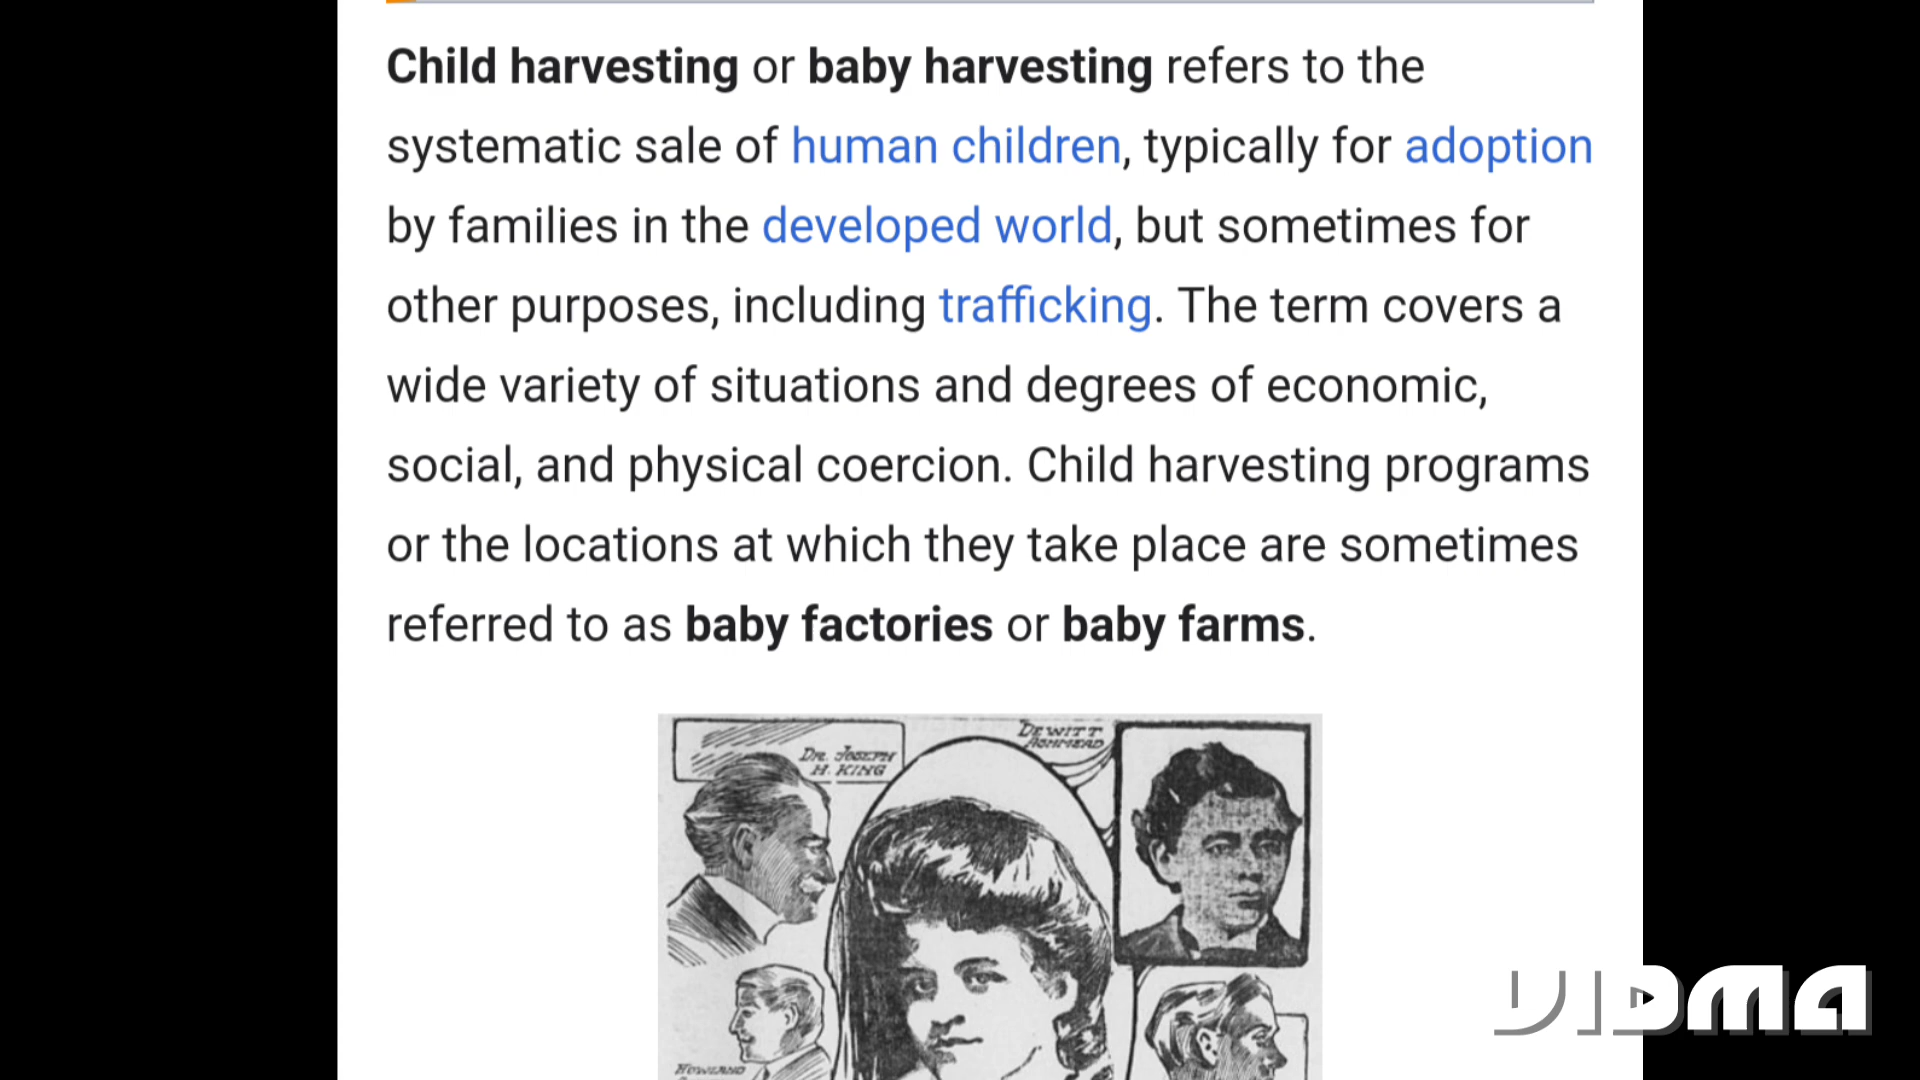 Child harvesting or baby harvesting refers to the
systematic sale of human children, typically for adoption
by families in the developed world, but sometimes for
other purposes, including trafficking. The term covers a
wide variety of situations and degrees of economic,
social, and physical coercion. Child harvesting programs
or the locations at which they take place are sometimes
referred to as baby factories or baby farms.
DEWITT
ASHMEAD
DR. JOSEPH
H. KING
HOWLAND
VIDMA